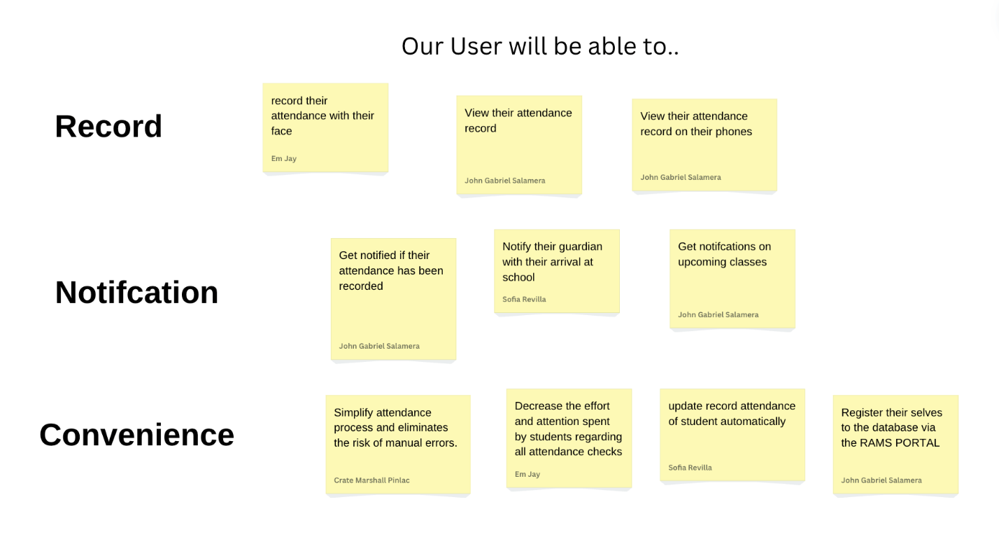 Our User will be able to..
Record
record their
attendance with their
face
Em Jay
View their attendance
record
John Gabriel Salamera
View their attendance
record on their phones
John Gabriel Salamera
Notifcation
Get notified if their
attendance has been
recorded
John Gabriel Salamera
Notify their guardian
with their arrival at
school
Sofia Revilla
Get notifcations on
upcoming classes
John Gabriel Salamera
Convenience
Simplify attendance
process and eliminates
the risk of manual errors.
Crate Marshall Pinlac
Decrease the effort
and attention spent
by students regarding
all attendance checks
Em Jay
update record attendance
of student automatically
Sofia Revilla
Register their selves
to the database via
the RAMS PORTAL
John Gabriel Salamera